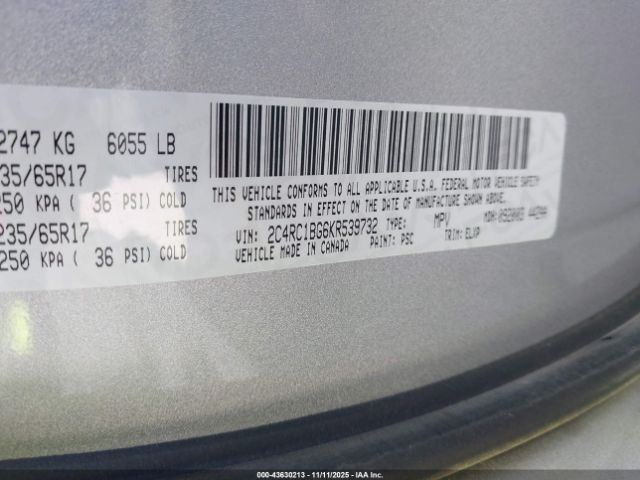 2747 KG 6055 LB
35/65R17 TIRES
250 KPA ( 36 PSI) COLD
235/65R17 TIRES
250 KPA ( 36 PSI) COLD
THIS VEHICLE CONFORMS TO ALL APPLICABLE U.S.A. FEDERAL MOTOR VEHICLE SAFETY
STANDARDS IN EFFECT ON THE DATE OF MANUFACTURE SHOWN ABOVE.
VIN: 2C4RC1BG6KR539732 TYPE: MPV MDH:
VEHICLE MADE IN CANADA PAINT: PSC TRIM: ELXP
000-43630213 - 11/11/2025 - IAAI.com